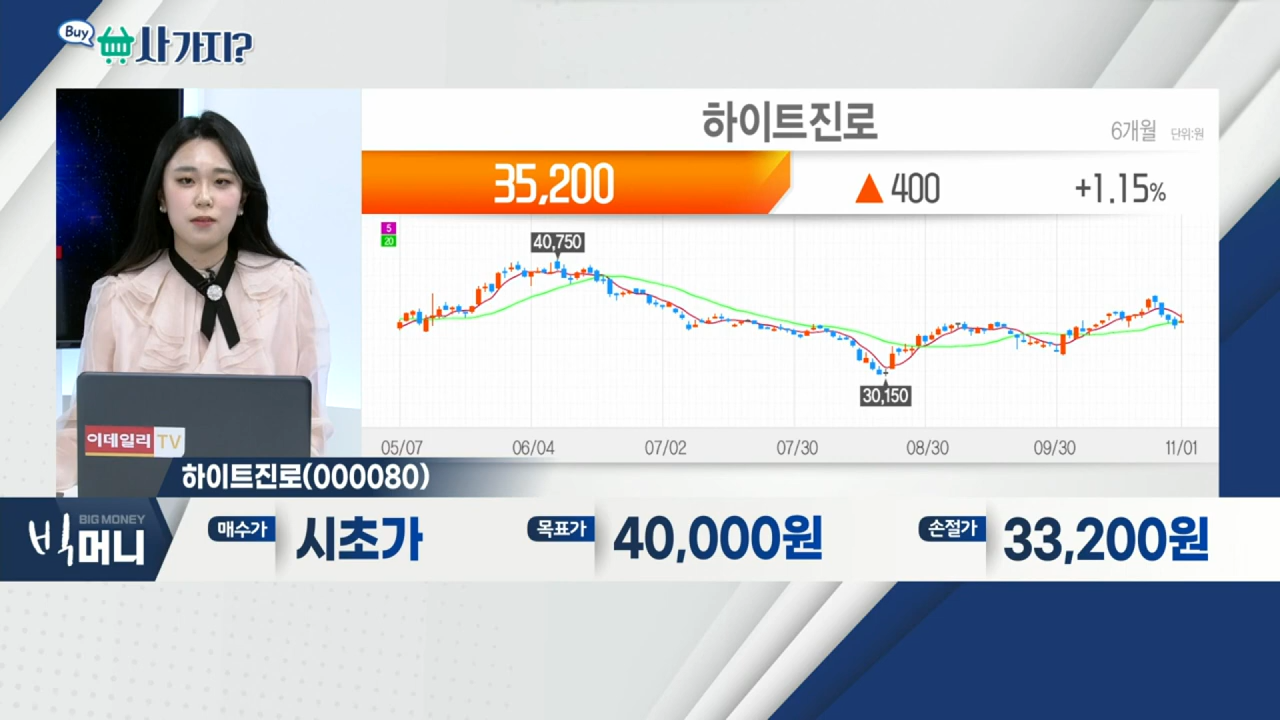 Buy
사가지?
하이트진로
6개월 단위:원
35,200
▲400
+1.15%
5
20
40,750
30,150
05/07 06/04 07/02 07/30 08/30 09/30 11/01
이데일리 TV
하이트진로(000080)
BIG MONEY
빅머니
매수가 시초가
목표가 40,000원
손절가 33,200원